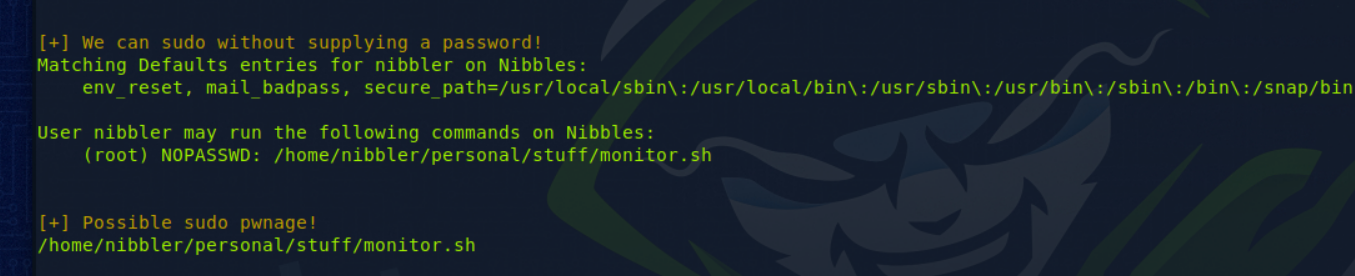 [+] We can sudo without supplying a password!
Matching Defaults entries for nibbler on Nibbles:
env_reset, mail_badpass, secure_path=/usr/local/sbin\:/usr/local/bin\:/usr/sbin\:/usr/bin\:/sbin\:/bin\:/snap/bin
User nibbler may run the following commands on Nibbles:
(root) NOPASSWD: /home/nibbler/personal/stuff/monitor.sh
[+] Possible sudo pwnage!
/home/nibbler/personal/stuff/monitor.sh